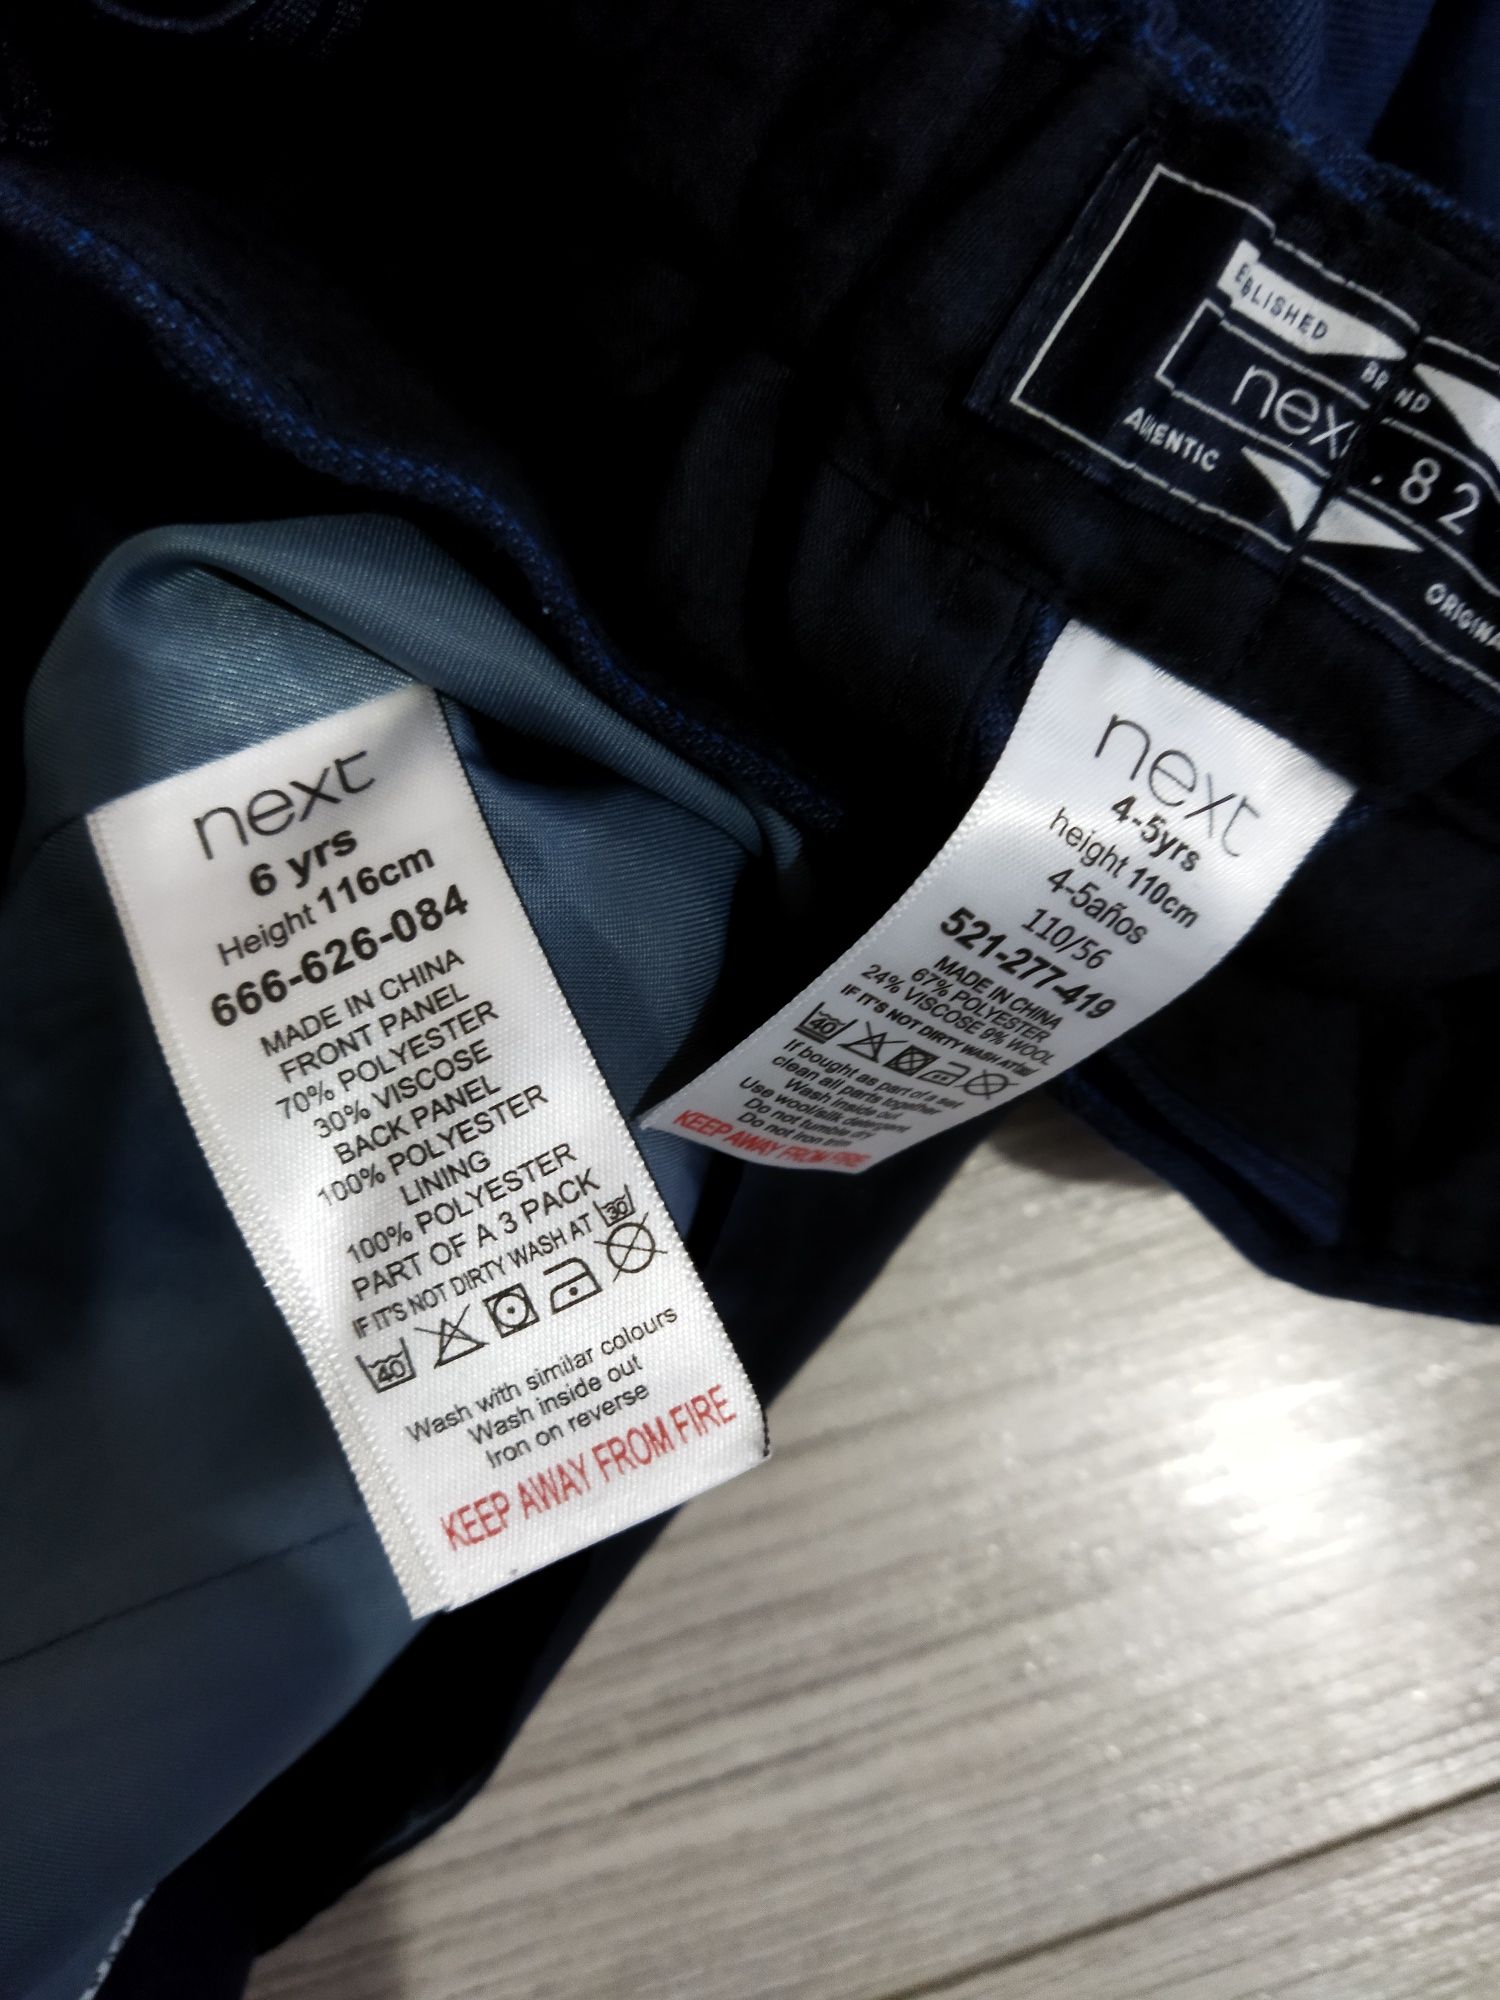 next
6 yrs
Height 116cm
666-626-084
MADE IN CHINA
FRONT PANEL
70% POLYESTER
30% VISCOSE
BACK PANEL
100% POLYESTER
LINING
100% POLYESTER
PART OF A 3 PACK
IF IT'S NOT DIRTY WASH AT 30
40
Wash with similar colours
Wash inside out
Iron on reverse
KEEP AWAY FROM FIRE
next
4-5yrs
height 110cm
4-5años
110/56
521-277-419
MADE IN CHINA
67% POLYESTER
24% VISCOSE 9% WOOL
IF IT'S NOT DIRTY WASH AT
40
If bought as part of a set
clean all parts together
Wash inside out
Use wool/silk detergent
Do not tumble dry
Do not iron trim
KEEP AWAY FROM FIRE
BLISHED
next
.82